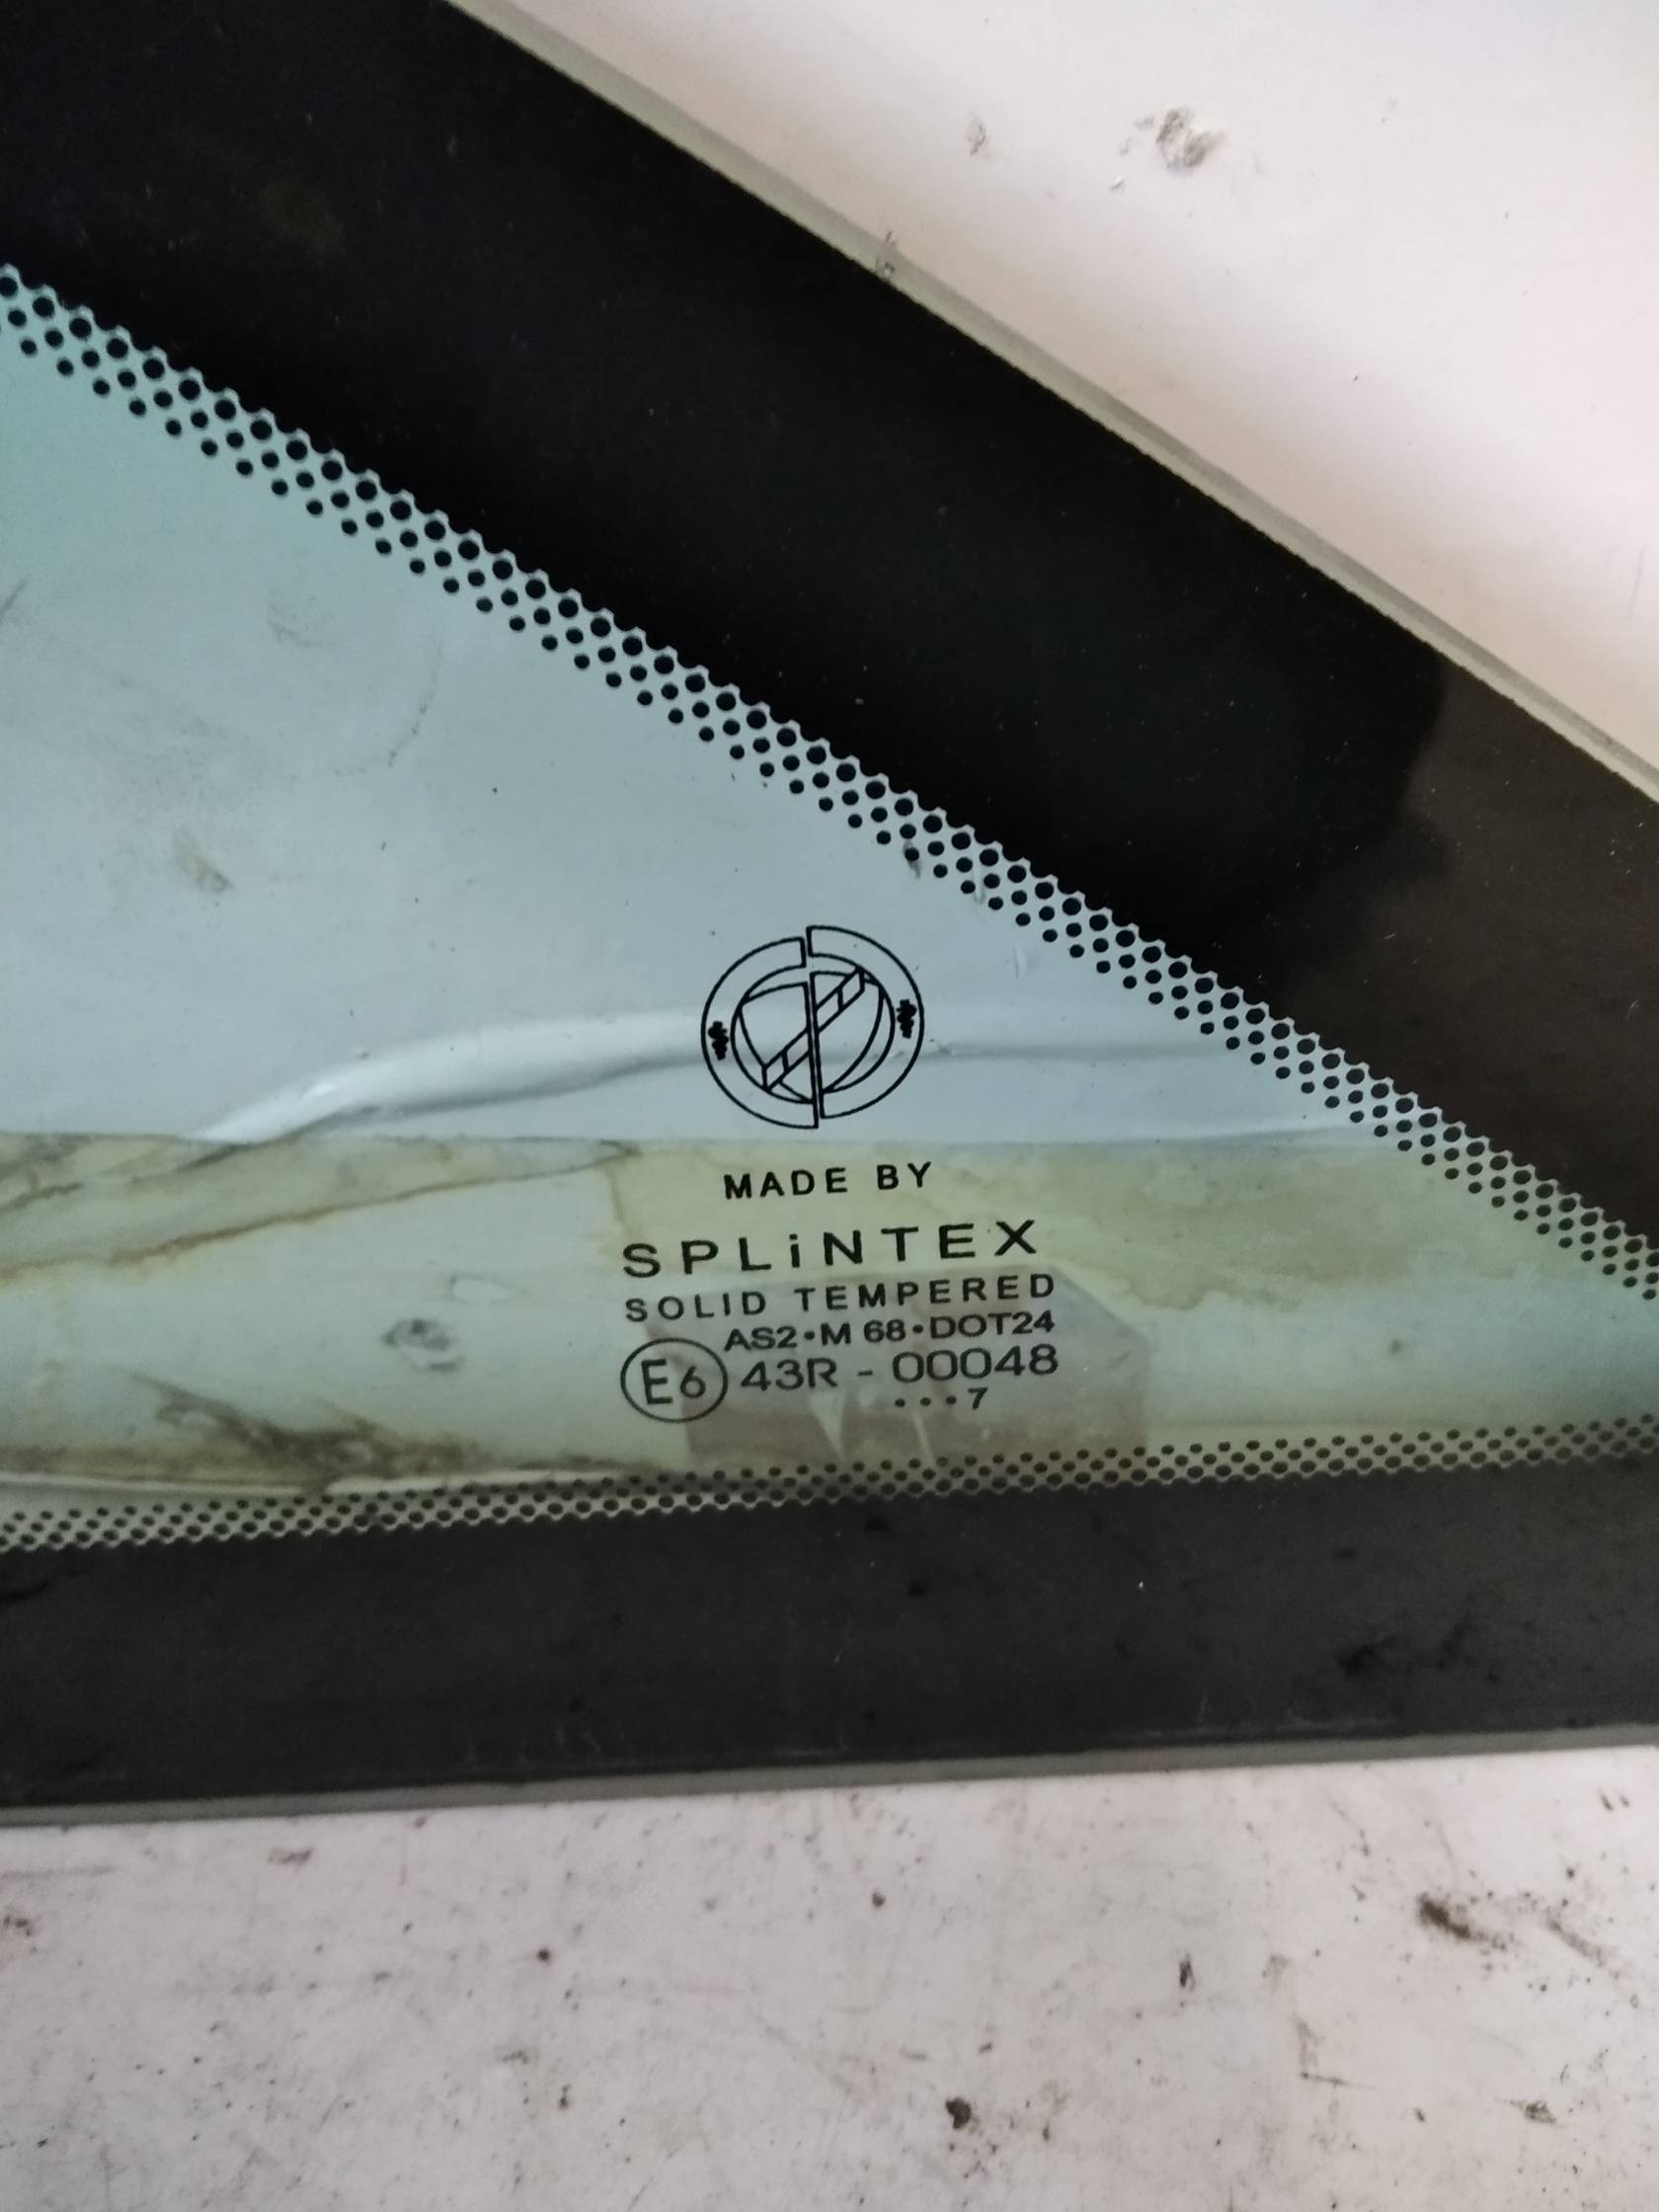 MADE BY
SPLiNTEX
SOLID TEMPERED
AS2•M 68•DOT24
E6 43R - 00048
•••7